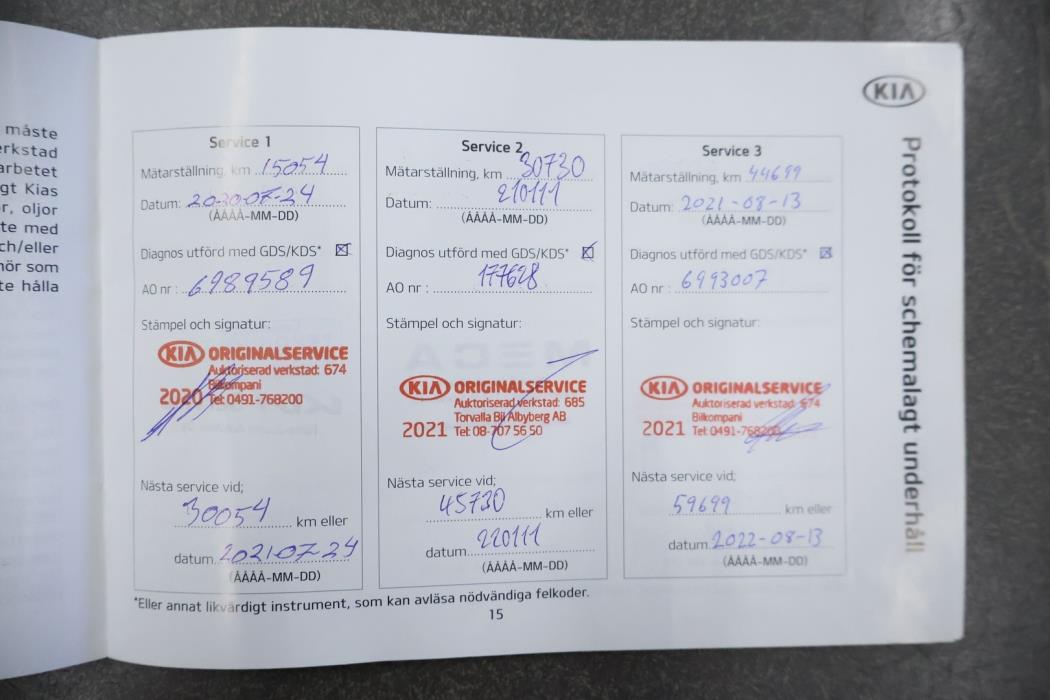 måste
erkstad
arbetet
gt Kias
r, oljor
te med
ch/eller
hör som
te hålla
KIA
Protokoll för schemalagt underhåll
Service 1
Mätarställning, km 15054
Datum: 2020-07-24
(ÅÅÅÅ-MM-DD)
Diagnos utförd med GDS/KDS* ☒
AO nr : 6989589
Stämpel och signatur:
KIA ORIGINALSERVICE
Auktoriserad verkstad: 674
Bilkompani
2020 Tel: 0491-768200
Nästa service vid;
30054 km eller
datum 2021-07-24
(ÅÅÅÅ-MM-DD)
Service 2
Mätarställning, km 30730
Datum: 210111
(ÅÅÅÅ-MM-DD)
Diagnos utförd med GDS/KDS* ☒
AO nr : 177628
Stämpel och signatur:
KIA ORIGINALSERVICE
Auktoriserad verkstad: 685
Torvalla Bil Albyberg AB
2021 Tel: 08-707 56 50
Nästa service vid;
45730 km eller
datum 220111
(ÅÅÅÅ-MM-DD)
Service 3
Mätarställning, km 44699
Datum: 2021-08-13
(ÅÅÅÅ-MM-DD)
Diagnos utförd med GDS/KDS* ☒
AO nr : 6993007
Stämpel och signatur:
KIA ORIGINALSERVICE
Auktoriserad verkstad: 674
Bilkompani
2021 Tel: 0491-768200
Nästa service vid;
59699 km eller
datum 2022-08-13
(ÅÅÅÅ-MM-DD)
*Eller annat likvärdigt instrument, som kan avläsa nödvändiga felkoder.
15